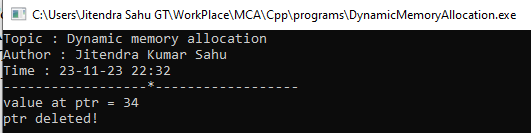 C:\Users\Jitendra Sahu GT\WorkPlace\MCA\Cpp\programs\DynamicMemoryAllocation.exe
Topic : Dynamic memory allocation
Author : Jitendra Kumar Sahu
Time : 23-11-23 22:32
------------------*------------------
value at ptr = 34
ptr deleted!